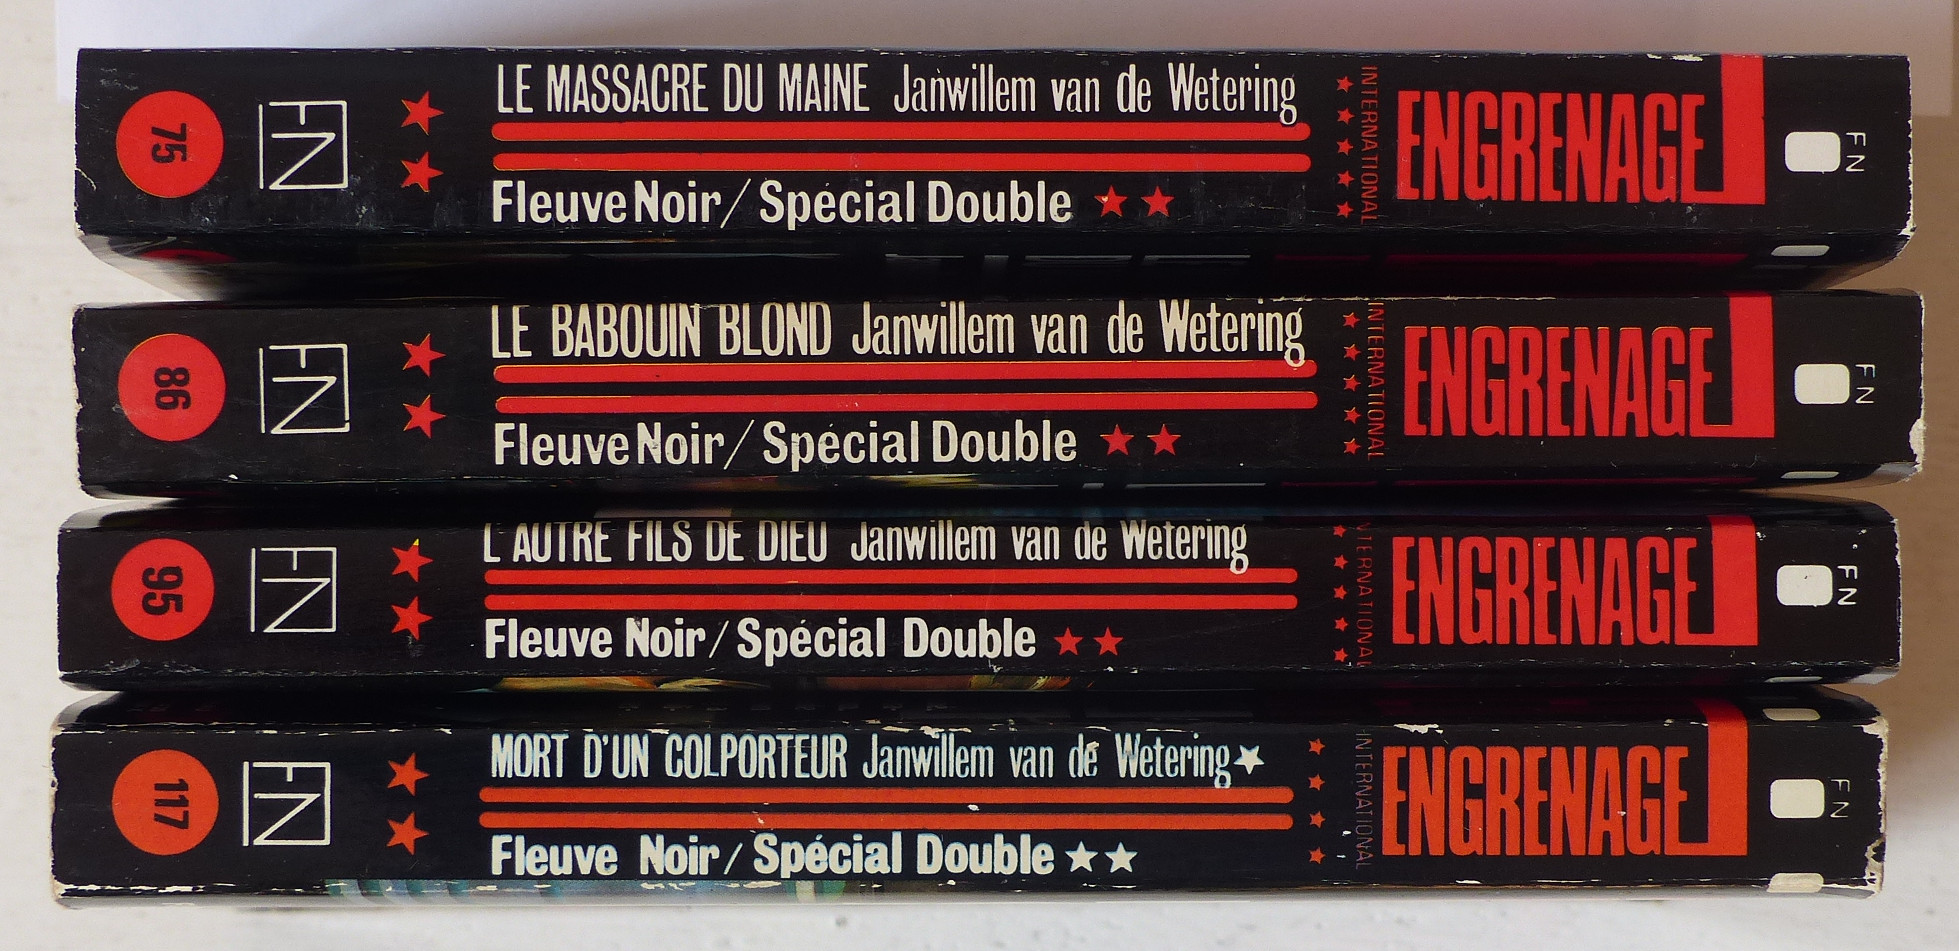 75
FN
LE MASSACRE DU MAINE Janwillem van de Wetering
Fleuve Noir / Spécial Double
INTERNATIONAL
ENGRENAGE
FN
86
FN
LE BABOUIN BLOND Janwillem van de Wetering
Fleuve Noir / Spécial Double
INTERNATIONAL
ENGRENAGE
FN
95
FN
L'AUTRE FILS DE DIEU Janwillem van de Wetering
Fleuve Noir / Spécial Double
INTERNATIONAL
ENGRENAGE
FN
117
FN
MORT D'UN COLPORTEUR Janwillem van de Wetering
Fleuve Noir / Spécial Double
INTERNATIONAL
ENGRENAGE
FN